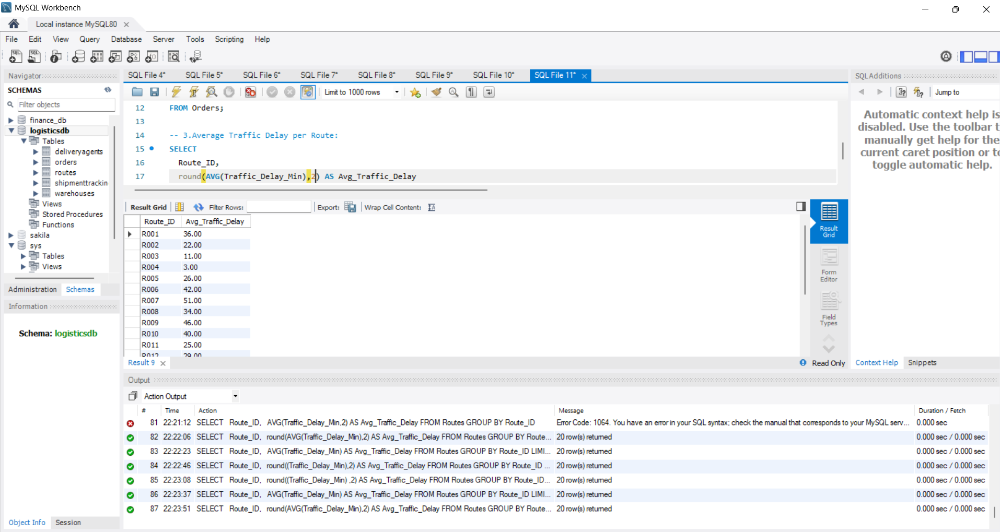 MySQL Workbench
Local instance MySQL80
File Edit View Query Database Server Tools Scripting Help
Navigator
SCHEMAS
Filter objects
finance_db
logisticsdb
Tables
deliveryagents
orders
routes
shipmenttrackin
warehouses
Views
Stored Procedures
Functions
sakila
sys
Tables
Views
Administration Schemas
Information
Schema: logisticsdb
Object Info Session
SQL File 4* SQL File 5* SQL File 6* SQL File 7* SQL File 8* SQL File 9* SQL File 10* SQL File 11*
Limit to 1000 rows
12 FROM Orders;
13
14 -- 3.Average Traffic Delay per Route:
15 SELECT
16 Route_ID,
17 round(AVG(Traffic_Delay_Min),2) AS Avg_Traffic_Delay
Result Grid Filter Rows: Export: Wrap Cell Content:
Route_ID Avg_Traffic_Delay
R001 36.00
R002 22.00
R003 11.00
R004 3.00
R005 26.00
R006 42.00
R007 51.00
R008 34.00
R009 46.00
R010 40.00
R011 25.00
R012 29.00
Result Grid
Form Editor
Field Types
Result 9
Read Only
SQLAdditions
Jump to
Automatic context help is
disabled. Use the toolbar t
manually get help for the
current caret position or to
toggle automatic help.
Context Help Snippets
Output
Action Output
# Time Action Message Duration / Fetch
81 22:21:12 SELECT Route_ID, AVG(Traffic_Delay_Min,2) AS Avg_Traffic_Delay FROM Routes GROUP BY Route_ID Error Code: 1064. You have an error in your SQL syntax; check the manual that corresponds to your MySQL serv... 0.000 sec
82 22:22:06 SELECT Route_ID, round(AVG(Traffic_Delay_Min),2) AS Avg_Traffic_Delay FROM Routes GROUP BY Route... 20 row(s) returned 0.000 sec / 0.000 sec
83 22:22:23 SELECT Route_ID, AVG(Traffic_Delay_Min) AS Avg_Traffic_Delay FROM Routes GROUP BY Route_ID LIMI... 20 row(s) returned 0.000 sec / 0.000 sec
84 22:22:46 SELECT Route_ID, round((Traffic_Delay_Min),2) AS Avg_Traffic_Delay FROM Routes GROUP BY Route_ID ... 20 row(s) returned 0.000 sec / 0.000 sec
85 22:23:08 SELECT Route_ID, round((Traffic_Delay_Min) ,2) AS Avg_Traffic_Delay FROM Routes GROUP BY Route_ID... 20 row(s) returned 0.000 sec / 0.000 sec
86 22:23:37 SELECT Route_ID, AVG(Traffic_Delay_Min) AS Avg_Traffic_Delay FROM Routes GROUP BY Route_ID LIMI... 20 row(s) returned 0.000 sec / 0.000 sec
87 22:23:51 SELECT Route_ID, round(AVG(Traffic_Delay_Min),2) AS Avg_Traffic_Delay FROM Routes GROUP BY Route... 20 row(s) returned 0.000 sec / 0.000 sec